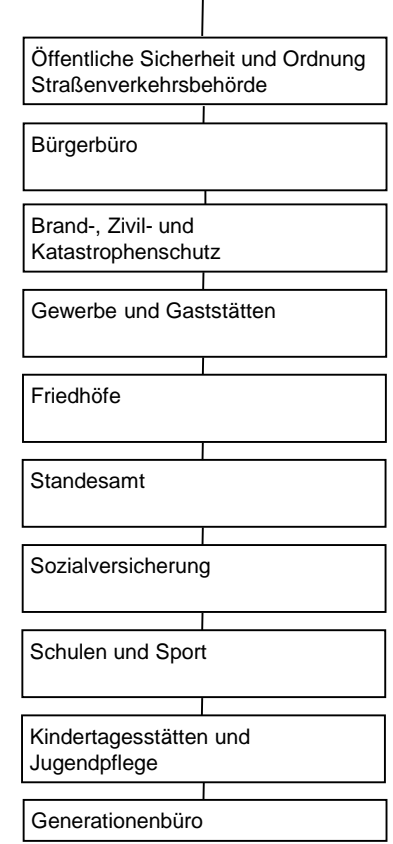 Öffentliche Sicherheit und Ordnung
Straßenverkehrsbehörde
Bürgerbüro
Brand-, Zivil- und
Katastrophenschutz
Gewerbe und Gaststätten
Friedhöfe
Standesamt
Sozialversicherung
Schulen und Sport
Kindertagesstätten und
Jugendpflege
Generationenbüro